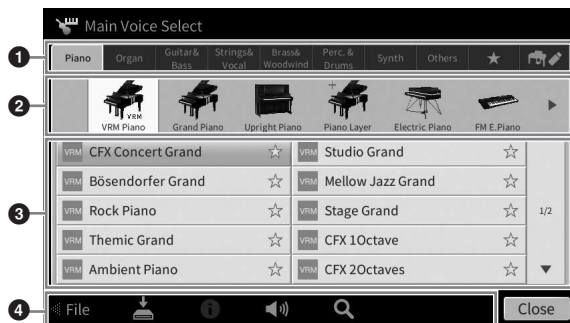 Main Voice Select
1
Piano Organ Guitar& Bass Strings& Vocal Brass& Woodwind Perc. & Drums Synth Others
2
VRM
VRM Piano Grand Piano Upright Piano Piano Layer Electric Piano FM E.Piano
3
VRM CFX Concert Grand VRM Studio Grand
VRM Bösendorfer Grand VRM Mellow Jazz Grand
VRM Rock Piano VRM Stage Grand 1/2
VRM Themic Grand VRM CFX 1Octave
VRM Ambient Piano VRM CFX 2Octaves
4
File Close